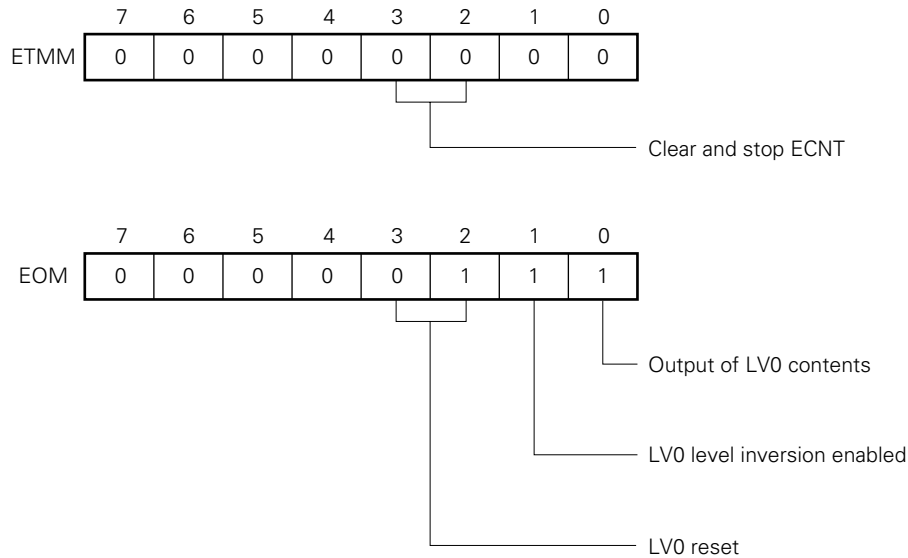 7 6 5 4 3 2 1 0
ETMM 0 0 0 0 0 0 0 0
Clear and stop ECNT
7 6 5 4 3 2 1 0
EOM 0 0 0 0 0 1 1 1
Output of LV0 contents
LV0 level inversion enabled
LV0 reset